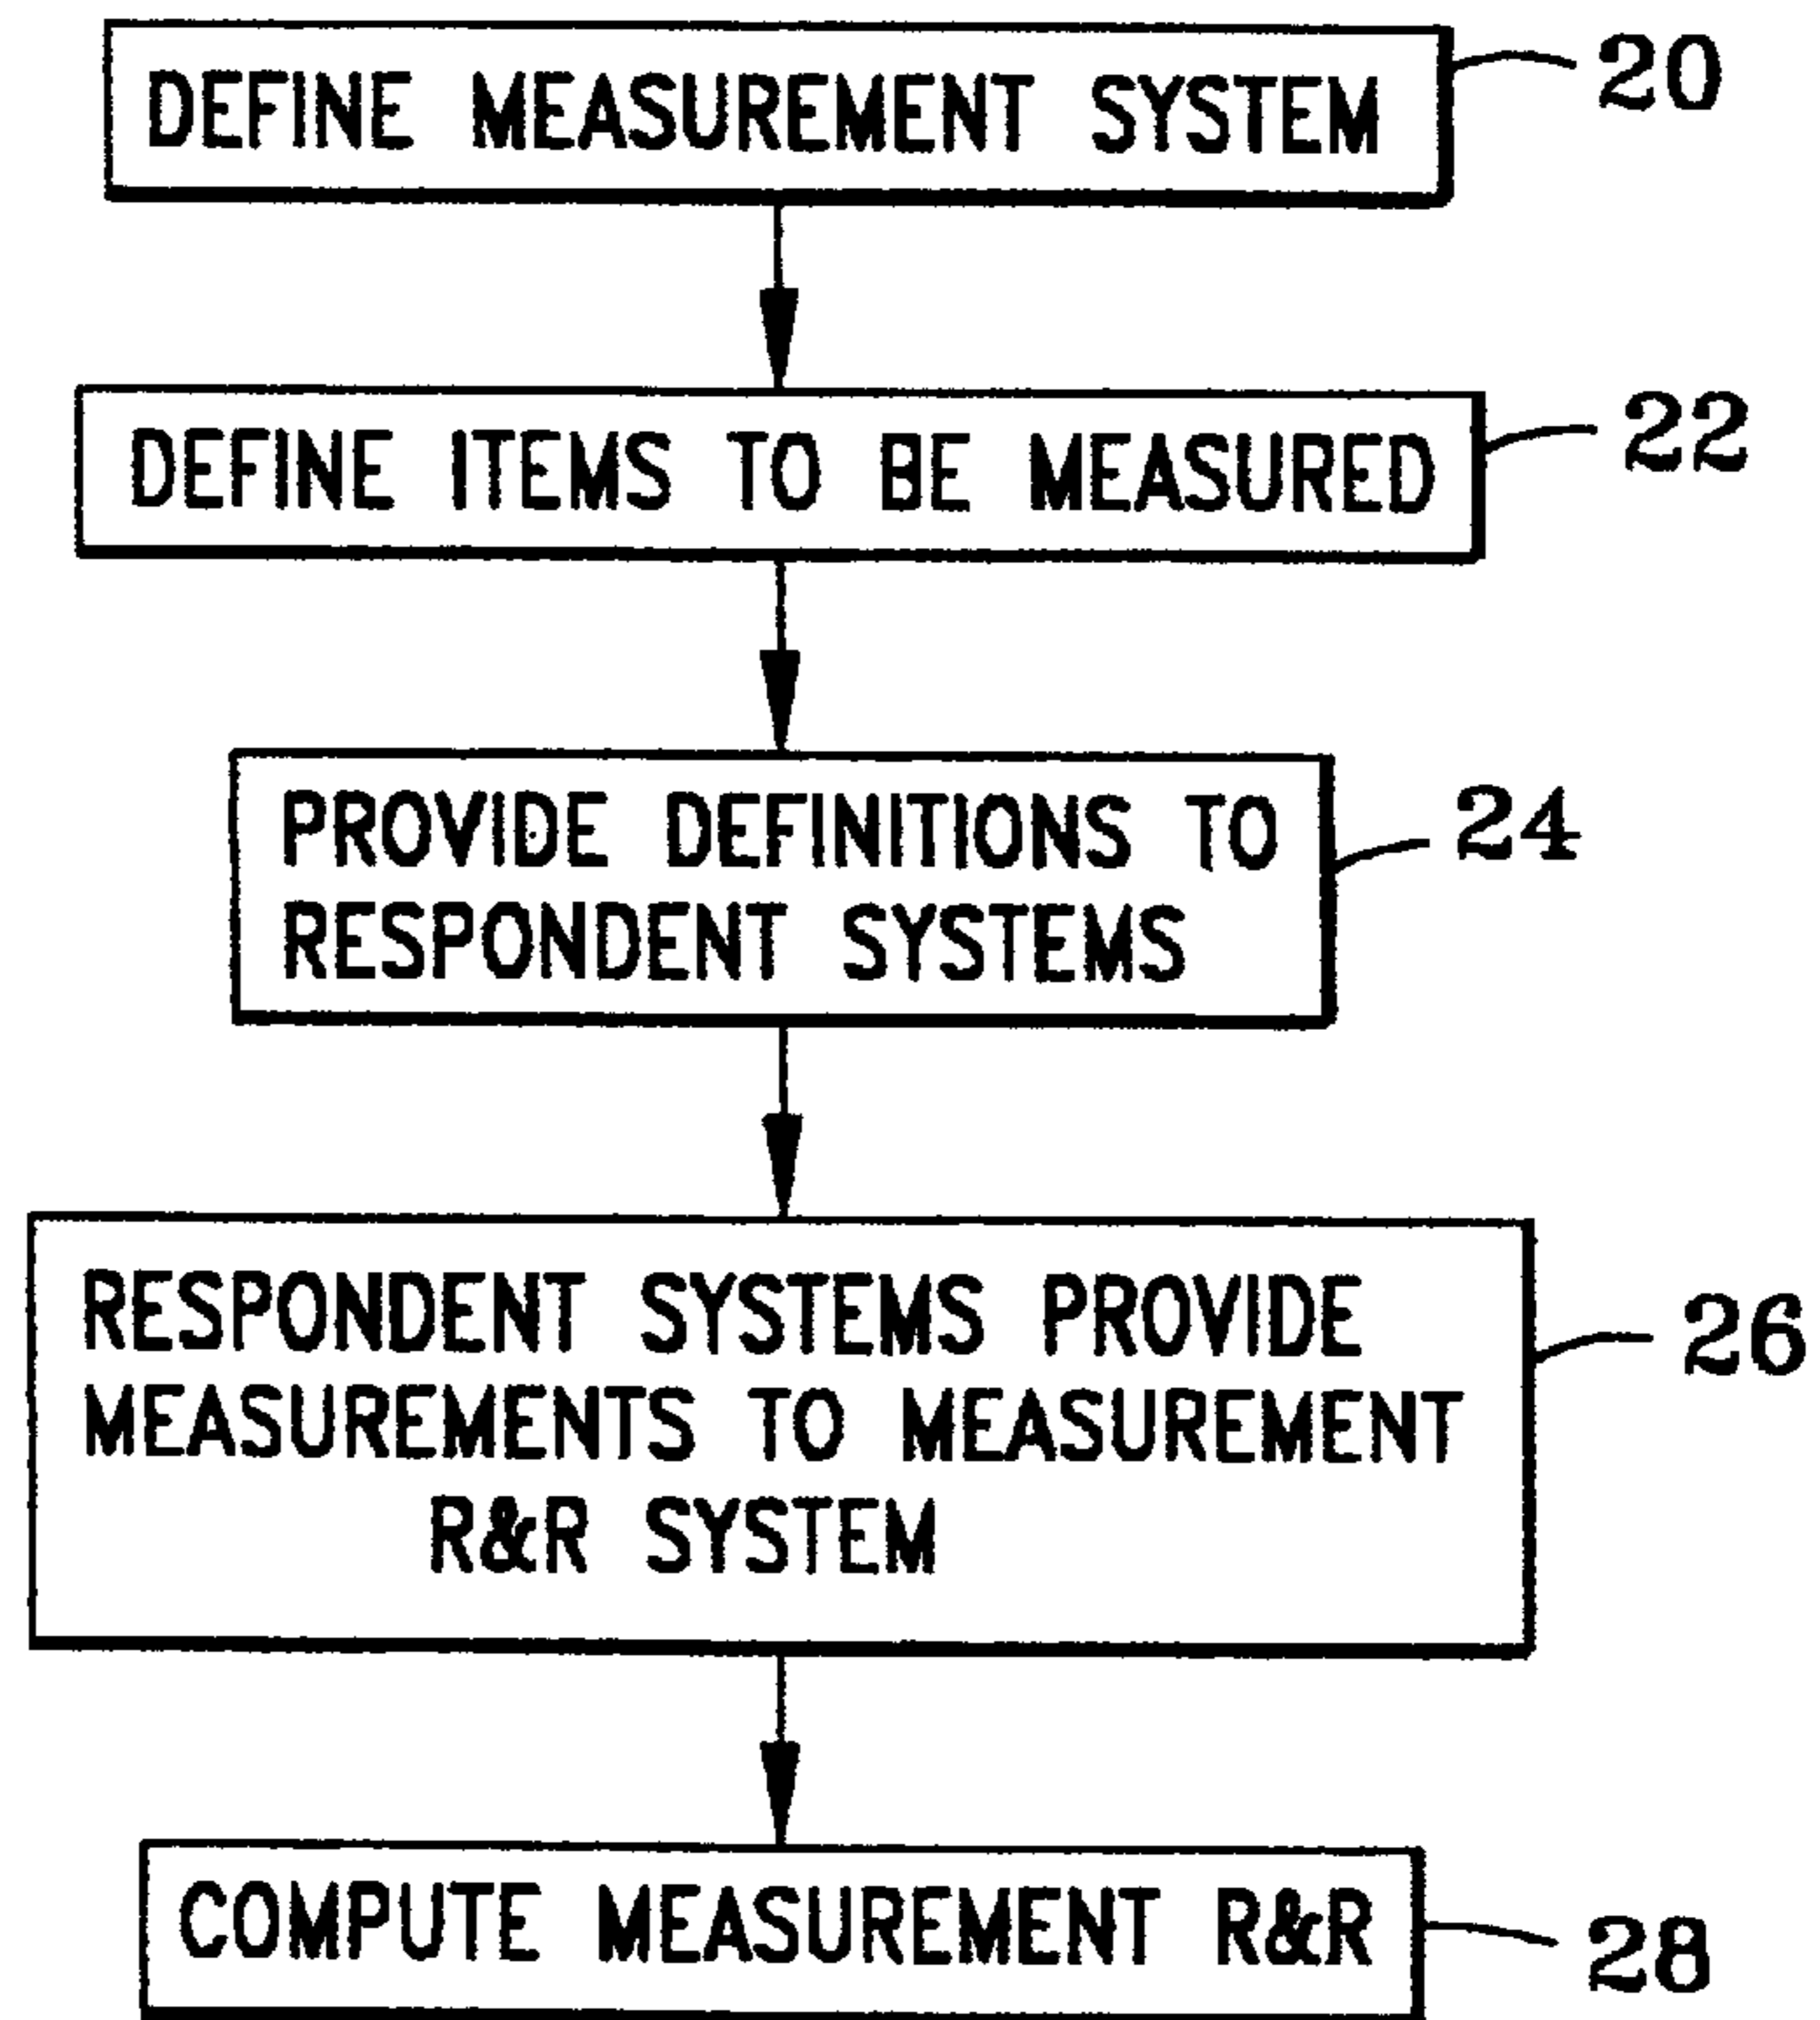 DEFINE MEASUREMENT SYSTEM
20
DEFINE ITEMS TO BE MEASURED
22
PROVIDE DEFINITIONS TO
RESPONDENT SYSTEMS
24
RESPONDENT SYSTEMS PROVIDE
MEASUREMENTS TO MEASUREMENT
R&R SYSTEM
26
COMPUTE MEASUREMENT R&R
28